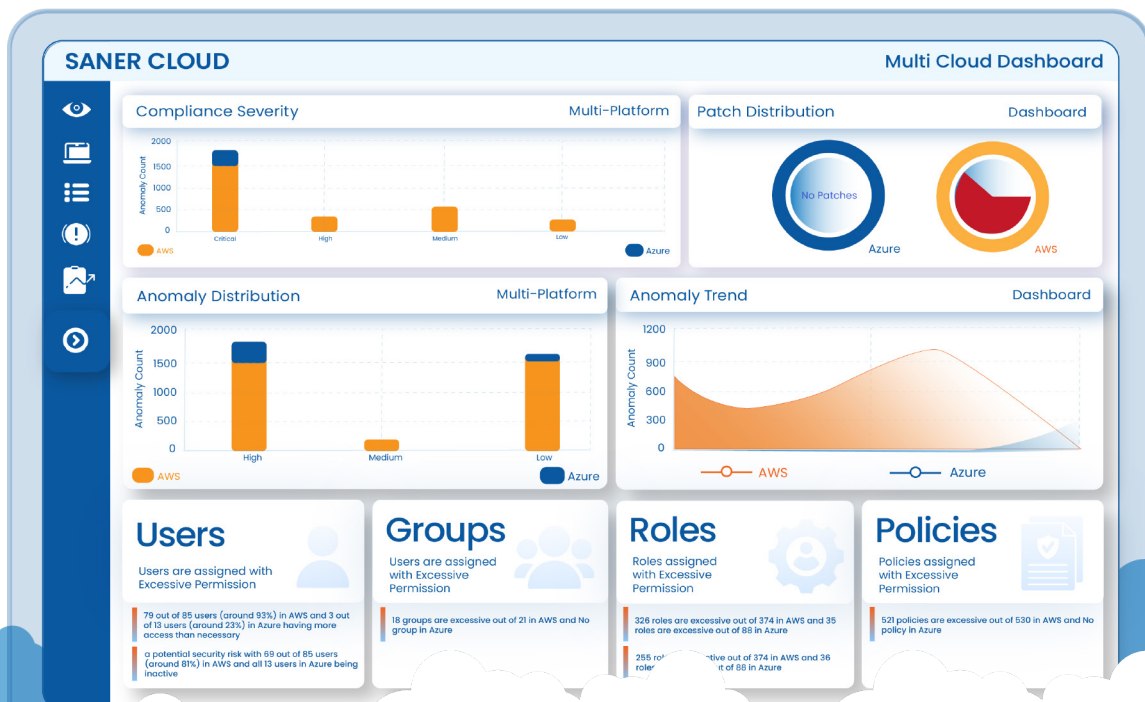 SANER CLOUD
Multi Cloud Dashboard
Compliance Severity
Multi-Platform
Anomaly Count
2000
1500
1000
500
0
Critical
High
Medium
Low
AWS
Azure
Patch Distribution
Dashboard
No Patches
Azure
AWS
Anomaly Distribution
Multi-Platform
Anomaly Count
2000
1500
1000
500
0
High
Medium
Low
AWS
Azure
Anomaly Trend
Dashboard
Anomaly Count
1200
900
600
300
0
AWS
Azure
Users
Users are assigned with
Excessive Permission
79 out of 85 users (around 93%) in AWS and 3 out
of 13 users (around 23%) in Azure having more
access than necessary
a potential security risk with 69 out of 85 users
(around 81%) in AWS and all 13 users in Azure being
inactive
Groups
Users are assigned
with Excessive
Permission
18 groups are excessive out of 21 in AWS and No
group in Azure
Roles
Roles assigned
with Excessive
Permission
326 roles are excessive out of 374 in AWS and 35
roles are excessive out of 88 in Azure
255 out of 374 in AWS and 36
of 88 in Azure
Policies
Policies assigned
with Excessive
Permission
521 policies are excessive out of 530 in AWS and No
policy in Azure